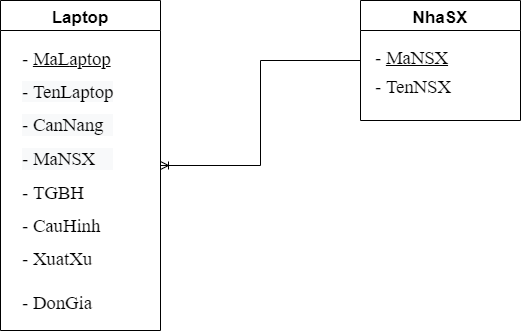 Laptop
- MaLaptop
- TenLaptop
- CanNang
- MaNSX
- TGBH
- CauHinh
- XuatXu
- DonGia
NhaSX
- MaNSX
- TenNSX